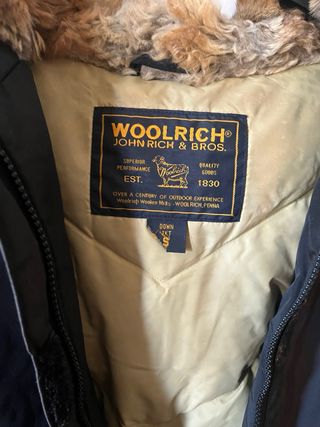 WOOLRICH®
JOHN RICH & BROS.
SUPERIOR QUALITY
PERFORMANCE Woolrich GOODS
EST. 1830
OVER A CENTURY OF OUTDOOR EXPERIENCE
Woolrich Woolen Mills - WOOLRICH, PENNA
DOWN
S